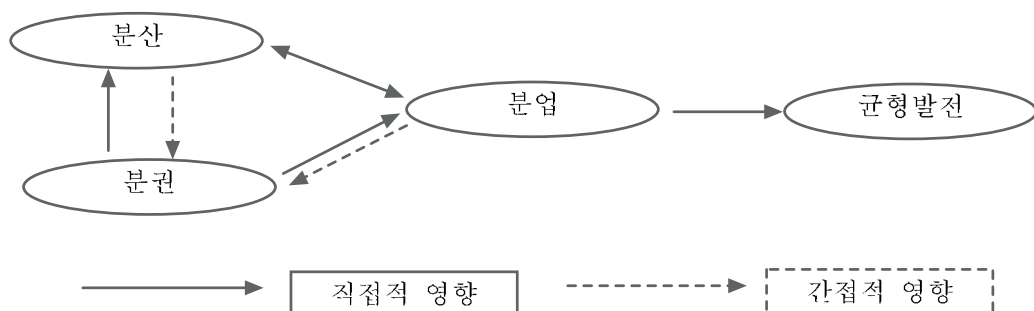 분산
분업
균형발전
분권
직접적 영향
간접적 영향